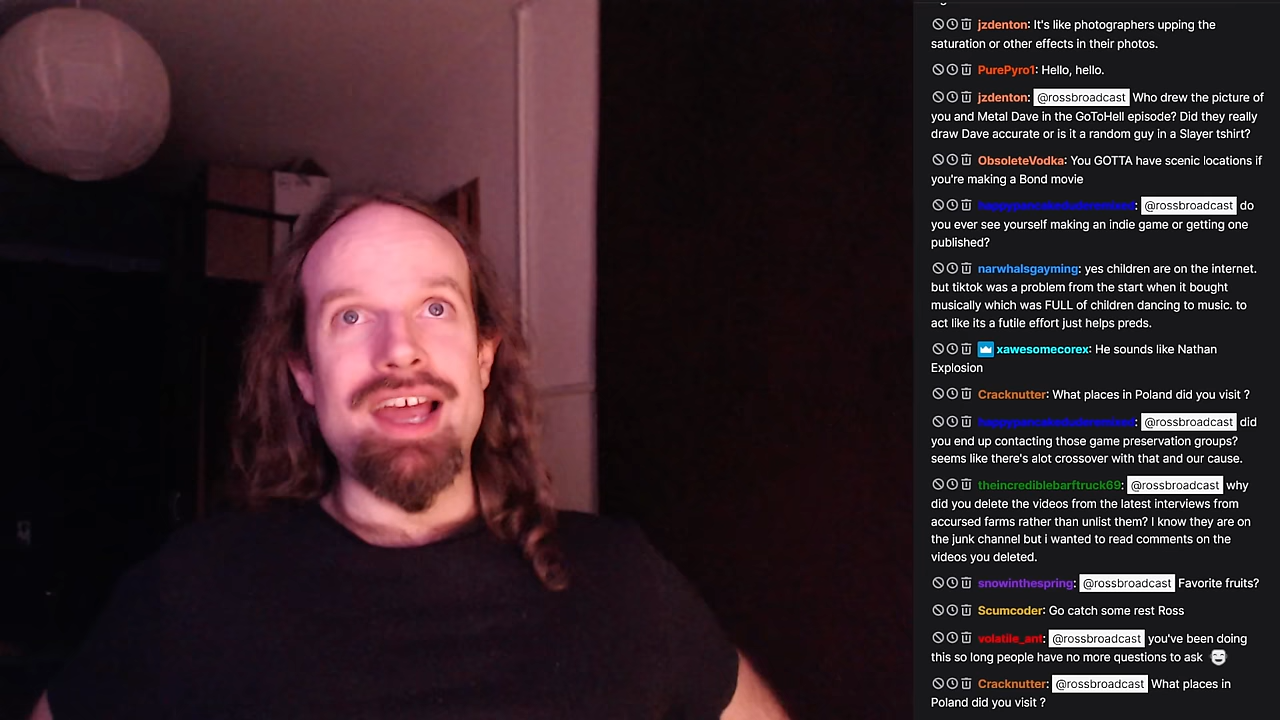 jzdenton: It's like photographers upping the
saturation or other effects in their photos.
PurePyro1: Hello, hello.
jzdenton: @rossbroadcast Who drew the picture of
you and Metal Dave in the GoToHell episode? Did they really
draw Dave accurate or is it a random guy in a Slayer tshirt?
ObsoleteVodka: You GOTTA have scenic locations if
you're making a Bond movie
: @rossbroadcast do
you ever see yourself making an indie game or getting one
published?
narwhalsgayming: yes children are on the internet.
but tiktok was a problem from the start when it bought
musically which was FULL of children dancing to music. to
act like its a futile effort just helps preds.
xawesomecorex: He sounds like Nathan
Explosion
Cracknutter: What places in Poland did you visit ?
: @rossbroadcast did
you end up contacting those game preservation groups?
seems like there's alot crossover with that and our cause.
theincrediblebarftruck69: @rossbroadcast why
did you delete the videos from the latest interviews from
accursed farms rather than unlist them? I know they are on
the junk channel but i wanted to read comments on the
videos you deleted.
snowinthespring: @rossbroadcast Favorite fruits?
Scumcoder: Go catch some rest Ross
volatile_ant: @rossbroadcast you've been doing
this so long people have no more questions to ask
Cracknutter: @rossbroadcast What places in
Poland did you visit ?